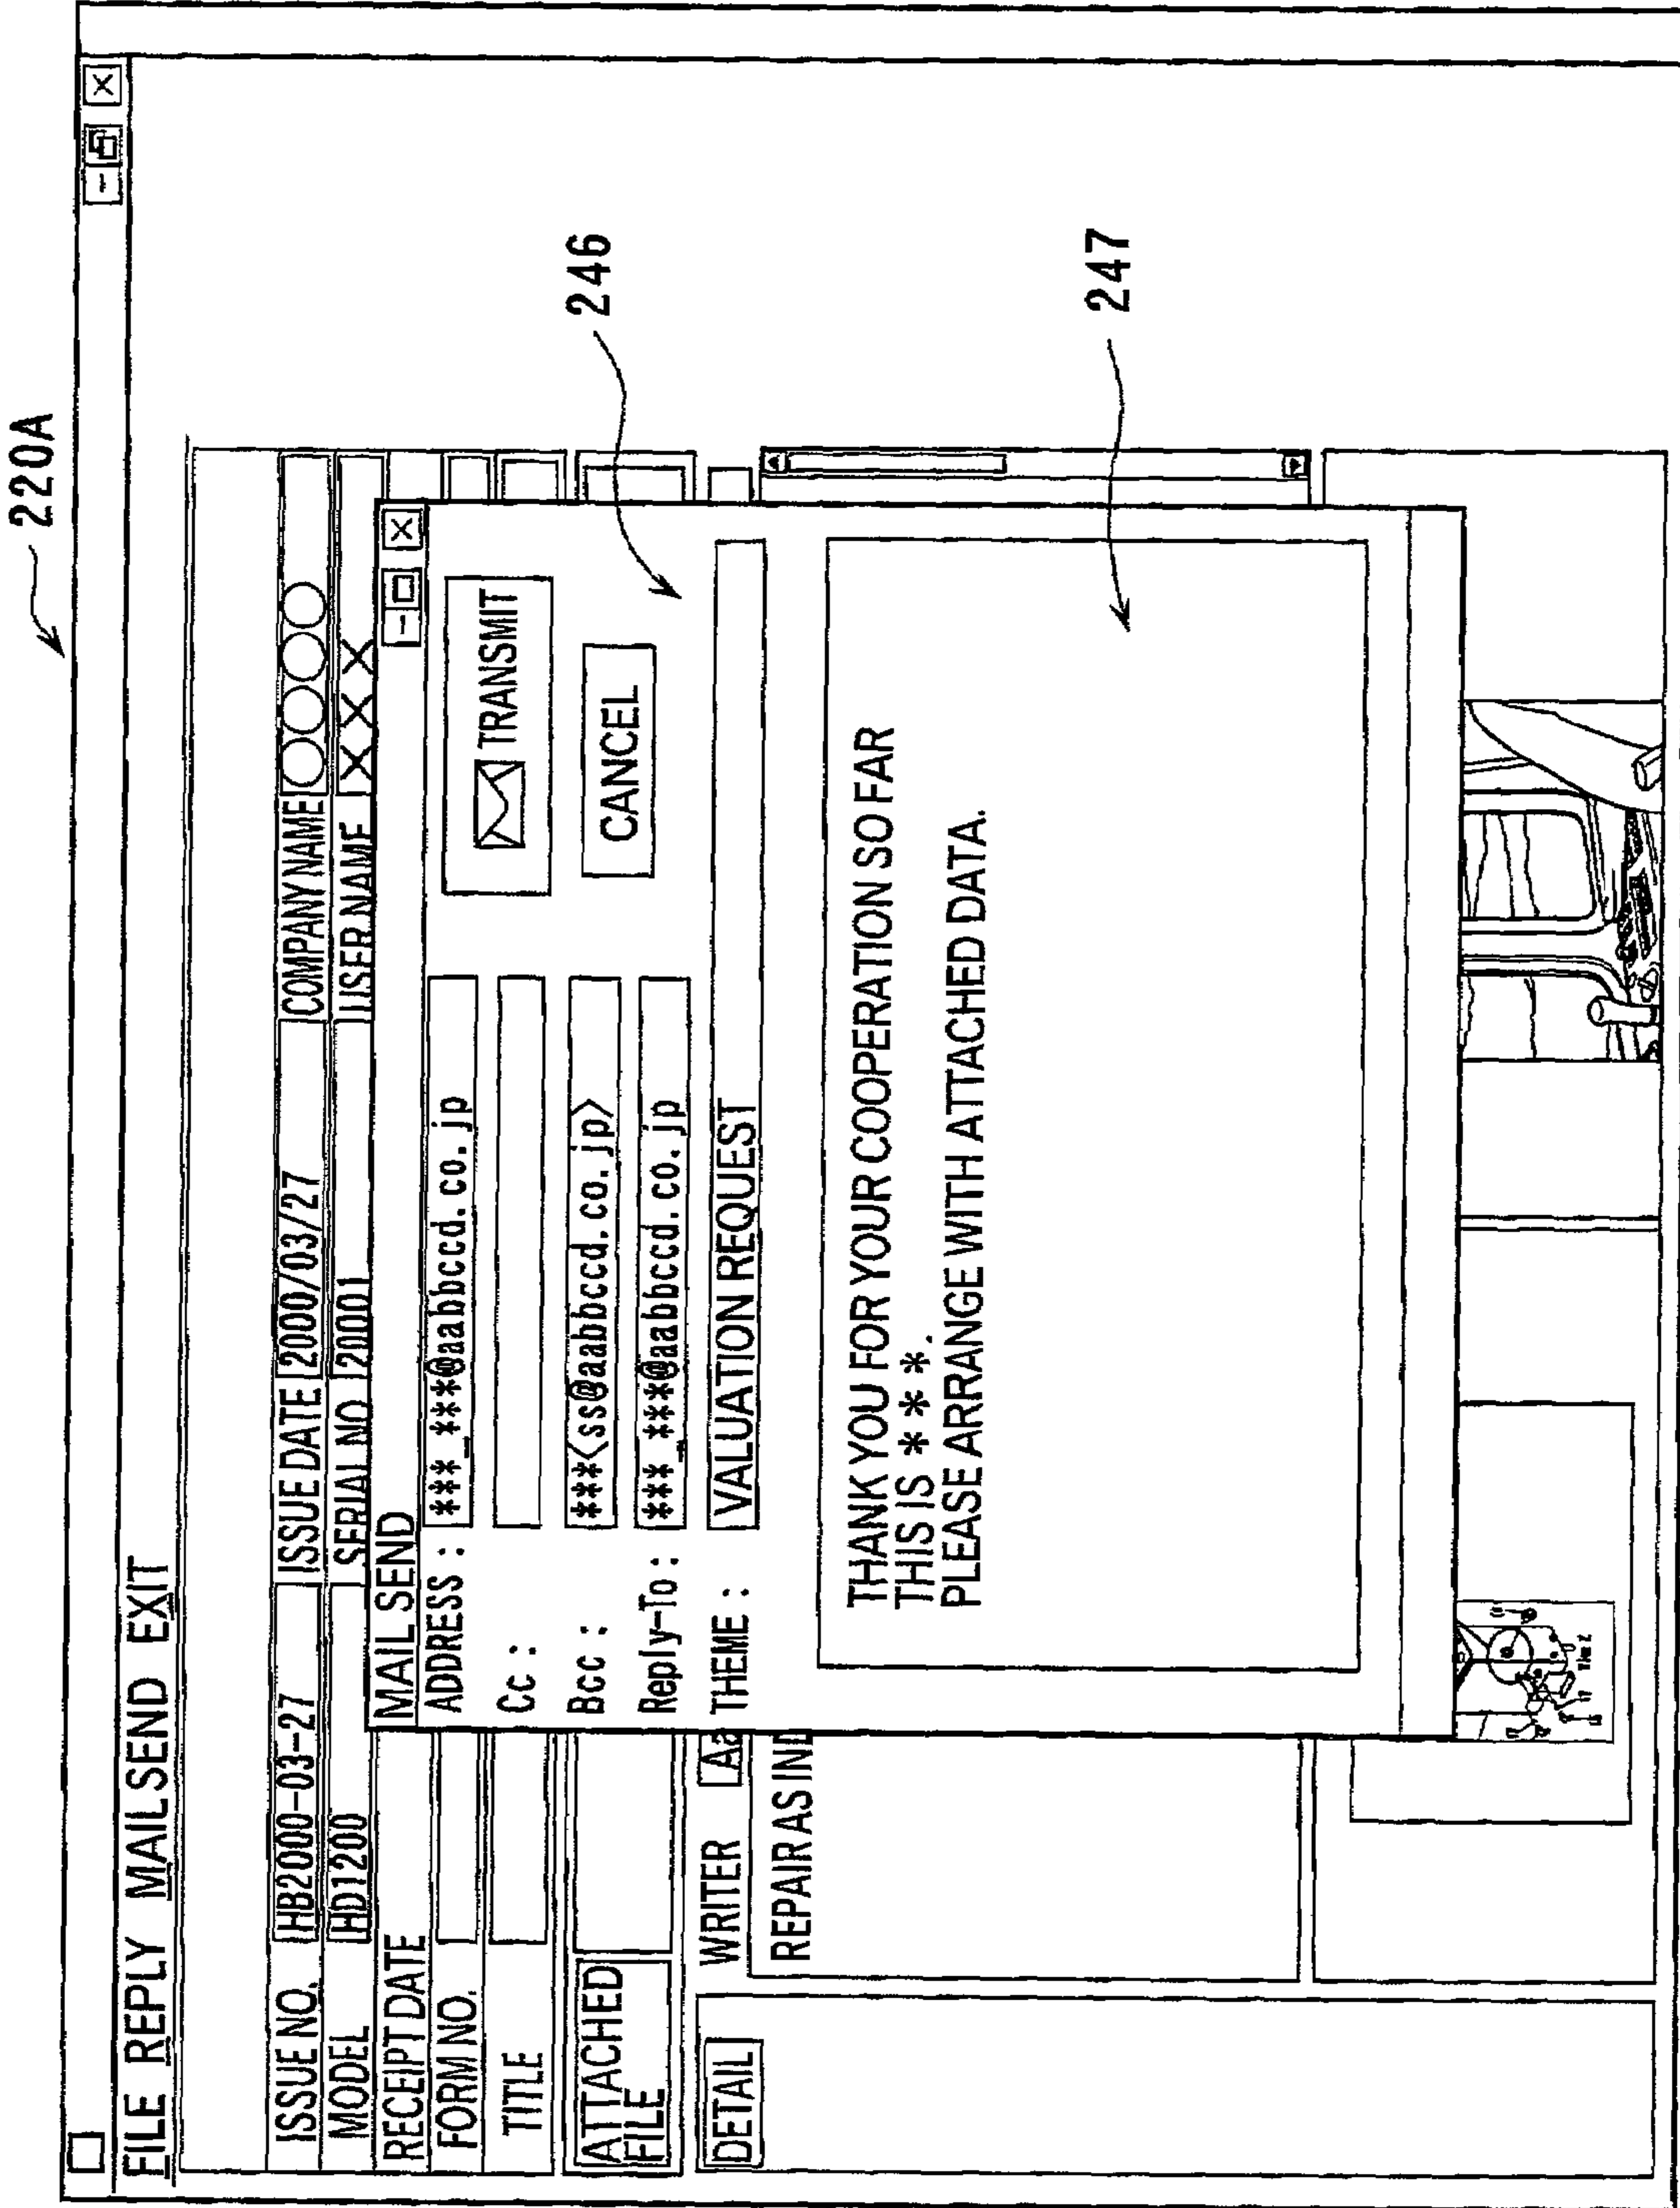 220A
FILE REPLY MAILSEND EXIT
ISSUE NO. HB2000-03-27 ISSUE DATE 2000/03/27 COMPANY NAME ○○○○
MODEL HD1200 SERIAL NO 20001 USER NAME ×××
RECEIPT DATE
FORM NO.
TITLE
ATTACHED
FILE
DETAIL
WRITER Aa
REPAIR AS IND
MAIL SEND
ADDRESS : ***_***@aabbccd.co.jp
TRANSMIT
Cc :
Bcc : ***<ss@aabbccd.co.jp>
CANCEL
Reply-To : ***_***@aabbccd.co.jp
THEME : VALUATION REQUEST
246
THANK YOU FOR YOUR COOPERATION SO FAR
THIS IS ＊＊＊.
PLEASE ARRANGE WITH ATTACHED DATA.
247